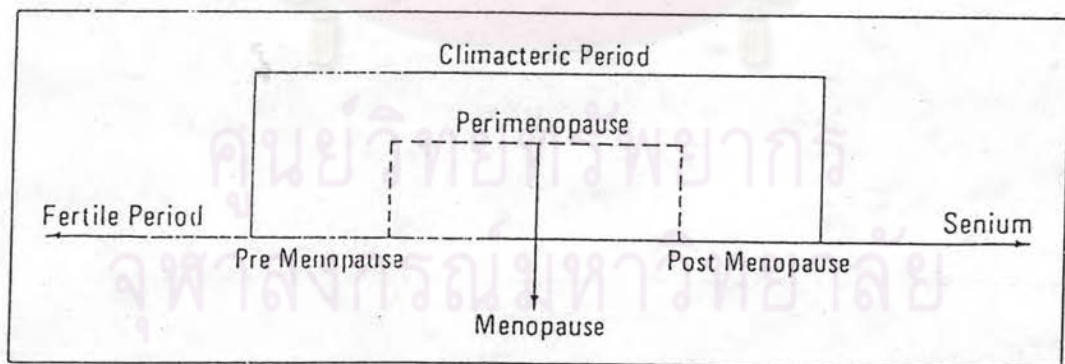 Climacteric Period
Perimenopause
ศูนย์วิทยทรัพยากร
Fertile Period
Senium
Pre Menopause
Post Menopause
จุฬาลงกรณ์มหาวิทยาลัย
Menopause